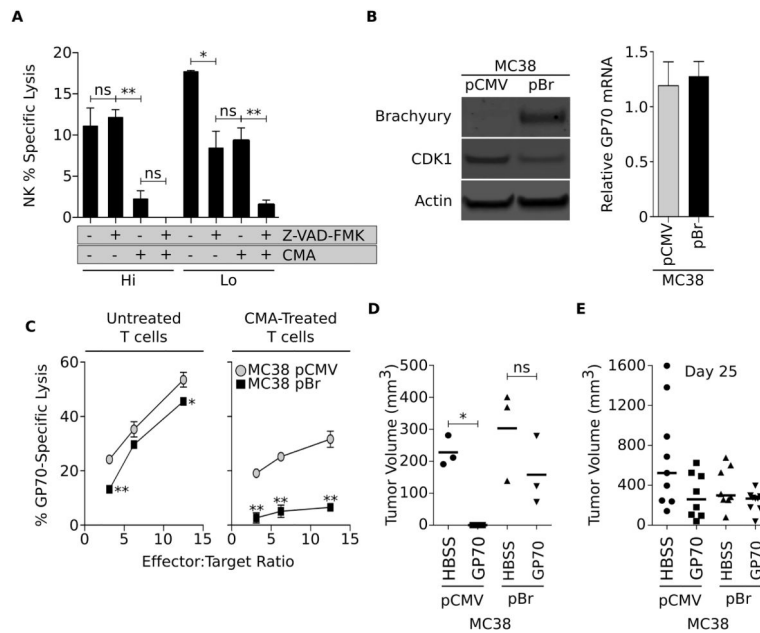 A
NK % Specific Lysis
20
15
10
5
0
ns
**
ns
*
ns
**
- + - + - + - + Z-VAD-FMK
- - + + - - + + CMA
Hi Lo
B
MC38
pCMV pBr
Brachyury
CDK1
Actin
Relative GP70 mRNA
1.5
1.0
0.5
0.0
pCMV
pBr
MC38
C
Untreated
T cells
CMA-Treated
T cells
% GP70-Specific Lysis
60
40
20
0
MC38 pCMV
MC38 pBr
**
*
** ** **
0 5 10 15
0 5 10 15
Effector:Target Ratio
D
Tumor Volume (mm3)
500
400
300
200
100
0
*
ns
HBSS
GP70
HBSS
GP70
pCMV pBr
MC38
E
Day 25
Tumor Volume (mm3)
1600
1200
800
400
0
HBSS
GP70
HBSS
GP70
pCMV pBr
MC38